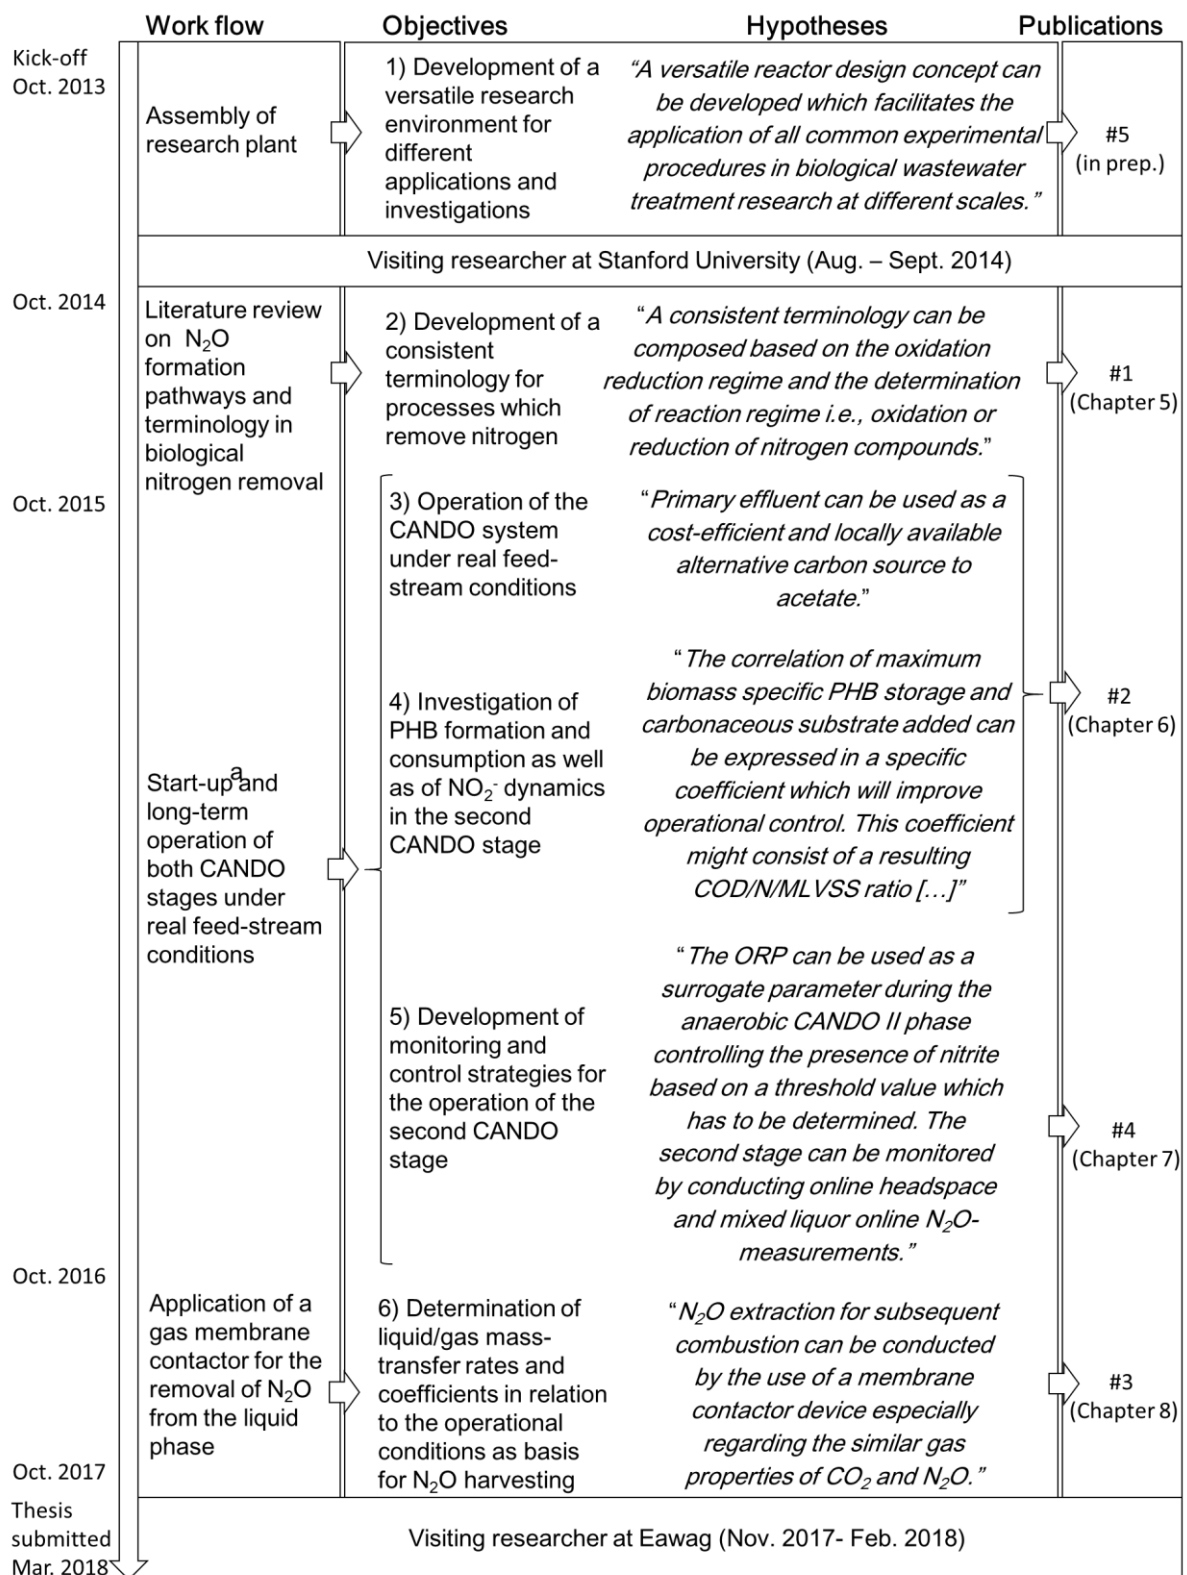 Work flow
Objectives
Hypotheses
Publications
Kick-off
Oct. 2013
Assembly of
research plant
1) Development of a
versatile research
environment for
different
applications and
investigations
“A versatile reactor design concept can
be developed which facilitates the
application of all common experimental
procedures in biological wastewater
treatment research at different scales.”
#5
(in prep.)
Visiting researcher at Stanford University (Aug. – Sept. 2014)
Oct. 2014
Literature review
on N₂O
formation
pathways and
terminology in
biological
nitrogen removal
2) Development of a
consistent
terminology for
processes which
remove nitrogen
“A consistent terminology can be
composed based on the oxidation
reduction regime and the determination
of reaction regime i.e., oxidation or
reduction of nitrogen compounds.”
#1
(Chapter 5)
Oct. 2015
Start-up a and
long-term
operation of
both CANDO
stages under
real feed-stream
conditions
3) Operation of the
CANDO system
under real feed-
stream conditions
“Primary effluent can be used as a
cost-efficient and locally available
alternative carbon source to
acetate.”
4) Investigation of
PHB formation and
consumption as well
as of NO₂⁻ dynamics
in the second
CANDO stage
“The correlation of maximum
biomass specific PHB storage and
carbonaceous substrate added can
be expressed in a specific
coefficient which will improve
operational control. This coefficient
might consist of a resulting
COD/N/MLVSS ratio [...]”
#2
(Chapter 6)
5) Development of
monitoring and
control strategies for
the operation of the
second CANDO
stage
“The ORP can be used as a
surrogate parameter during the
anaerobic CANDO II phase
controlling the presence of nitrite
based on a threshold value which
has to be determined. The
second stage can be monitored
by conducting online headspace
and mixed liquor online N₂O-
measurements.”
#4
(Chapter 7)
Oct. 2016
Application of a
gas membrane
contactor for the
removal of N₂O
from the liquid
phase
6) Determination of
liquid/gas mass-
transfer rates and
coefficients in relation
to the operational
conditions as basis
for N₂O harvesting
“N₂O extraction for subsequent
combustion can be conducted
by the use of a membrane
contactor device especially
regarding the similar gas
properties of CO₂ and N₂O.”
#3
(Chapter 8)
Oct. 2017
Thesis
submitted
Mar. 2018
Visiting researcher at Eawag (Nov. 2017- Feb. 2018)